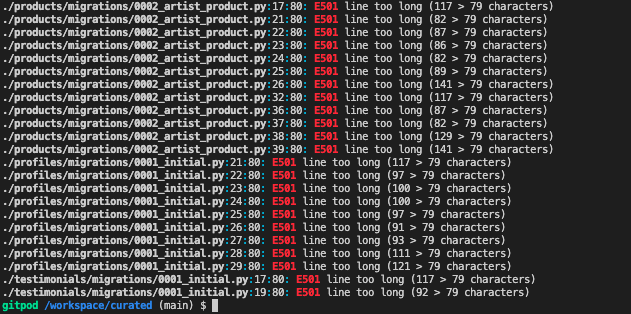 ./products/migrations/0002_artist_product.py:17:80: E501 line too long (117 > 79 characters)
./products/migrations/0002_artist_product.py:21:80: E501 line too long (82 > 79 characters)
./products/migrations/0002_artist_product.py:22:80: E501 line too long (87 > 79 characters)
./products/migrations/0002_artist_product.py:23:80: E501 line too long (86 > 79 characters)
./products/migrations/0002_artist_product.py:24:80: E501 line too long (82 > 79 characters)
./products/migrations/0002_artist_product.py:25:80: E501 line too long (89 > 79 characters)
./products/migrations/0002_artist_product.py:26:80: E501 line too long (141 > 79 characters)
./products/migrations/0002_artist_product.py:32:80: E501 line too long (117 > 79 characters)
./products/migrations/0002_artist_product.py:36:80: E501 line too long (87 > 79 characters)
./products/migrations/0002_artist_product.py:37:80: E501 line too long (82 > 79 characters)
./products/migrations/0002_artist_product.py:38:80: E501 line too long (129 > 79 characters)
./products/migrations/0002_artist_product.py:39:80: E501 line too long (141 > 79 characters)
./profiles/migrations/0001_initial.py:21:80: E501 line too long (117 > 79 characters)
./profiles/migrations/0001_initial.py:22:80: E501 line too long (97 > 79 characters)
./profiles/migrations/0001_initial.py:23:80: E501 line too long (100 > 79 characters)
./profiles/migrations/0001_initial.py:24:80: E501 line too long (100 > 79 characters)
./profiles/migrations/0001_initial.py:25:80: E501 line too long (97 > 79 characters)
./profiles/migrations/0001_initial.py:26:80: E501 line too long (91 > 79 characters)
./profiles/migrations/0001_initial.py:27:80: E501 line too long (93 > 79 characters)
./profiles/migrations/0001_initial.py:28:80: E501 line too long (111 > 79 characters)
./profiles/migrations/0001_initial.py:29:80: E501 line too long (121 > 79 characters)
./testimonials/migrations/0001_initial.py:17:80: E501 line too long (117 > 79 characters)
./testimonials/migrations/0001_initial.py:19:80: E501 line too long (92 > 79 characters)
gitpod /workspace/curated (main) $